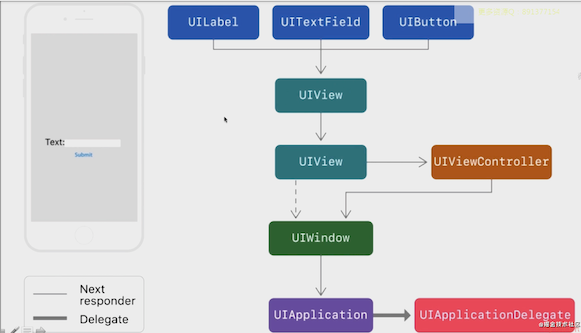 UILabel
UITextField
UIButton
UIView
Text:
Submit
UIView
UIViewController
UIWindow
Next
responder
Delegate
UIApplication
UIApplicationDelegate
@稀土掘金技术社区